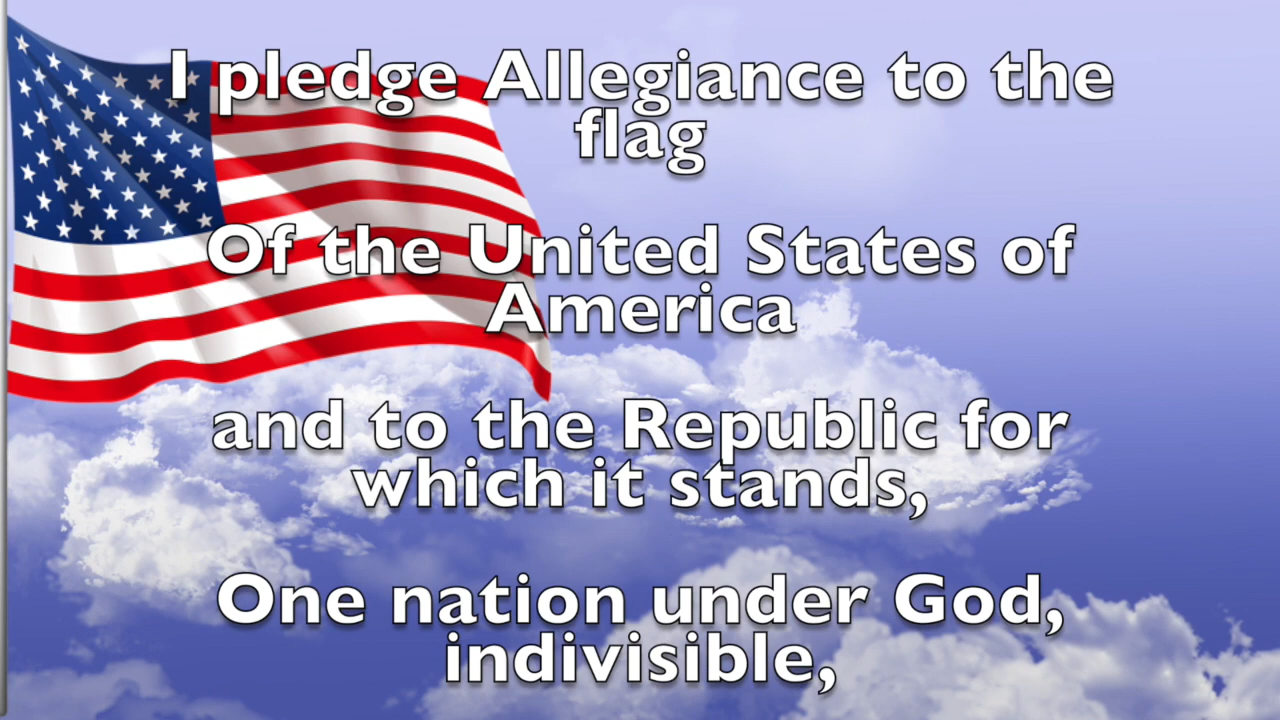 I pledge Allegiance to the
flag
Of the United States of
America
and to the Republic for
which it stands,
One nation under God,
indivisible,